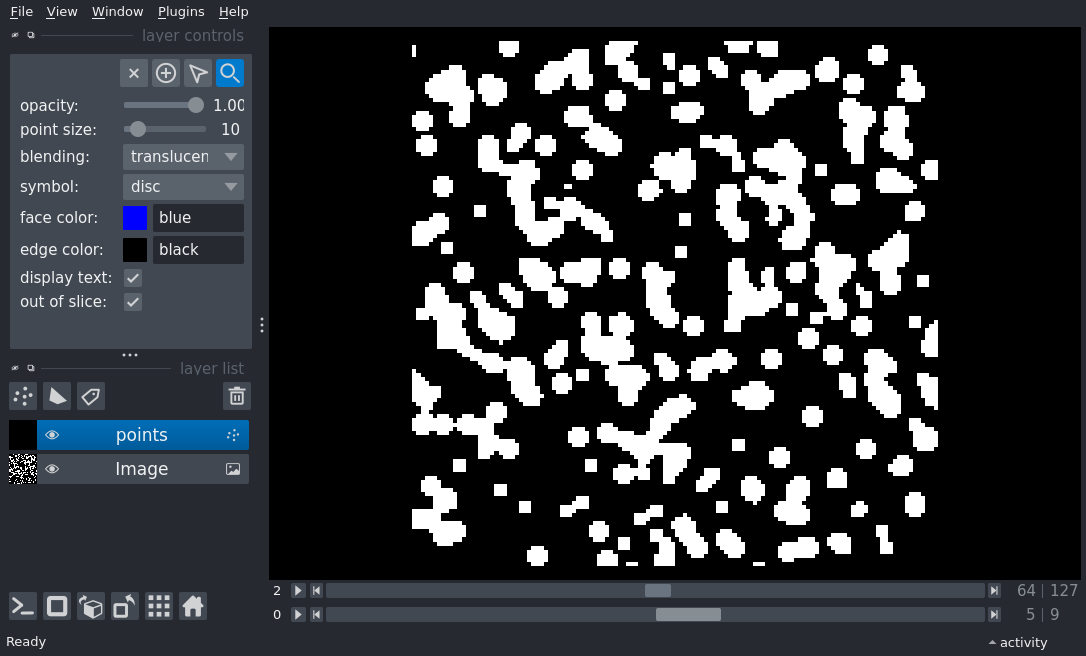 File View Window Plugins Help
layer controls
opacity: 1.00
point size: 10
blending: translucen
symbol: disc
face color: blue
edge color: black
display text:
out of slice:
layer list
points
Image
2 64 | 127
0 5 | 9
Ready activity